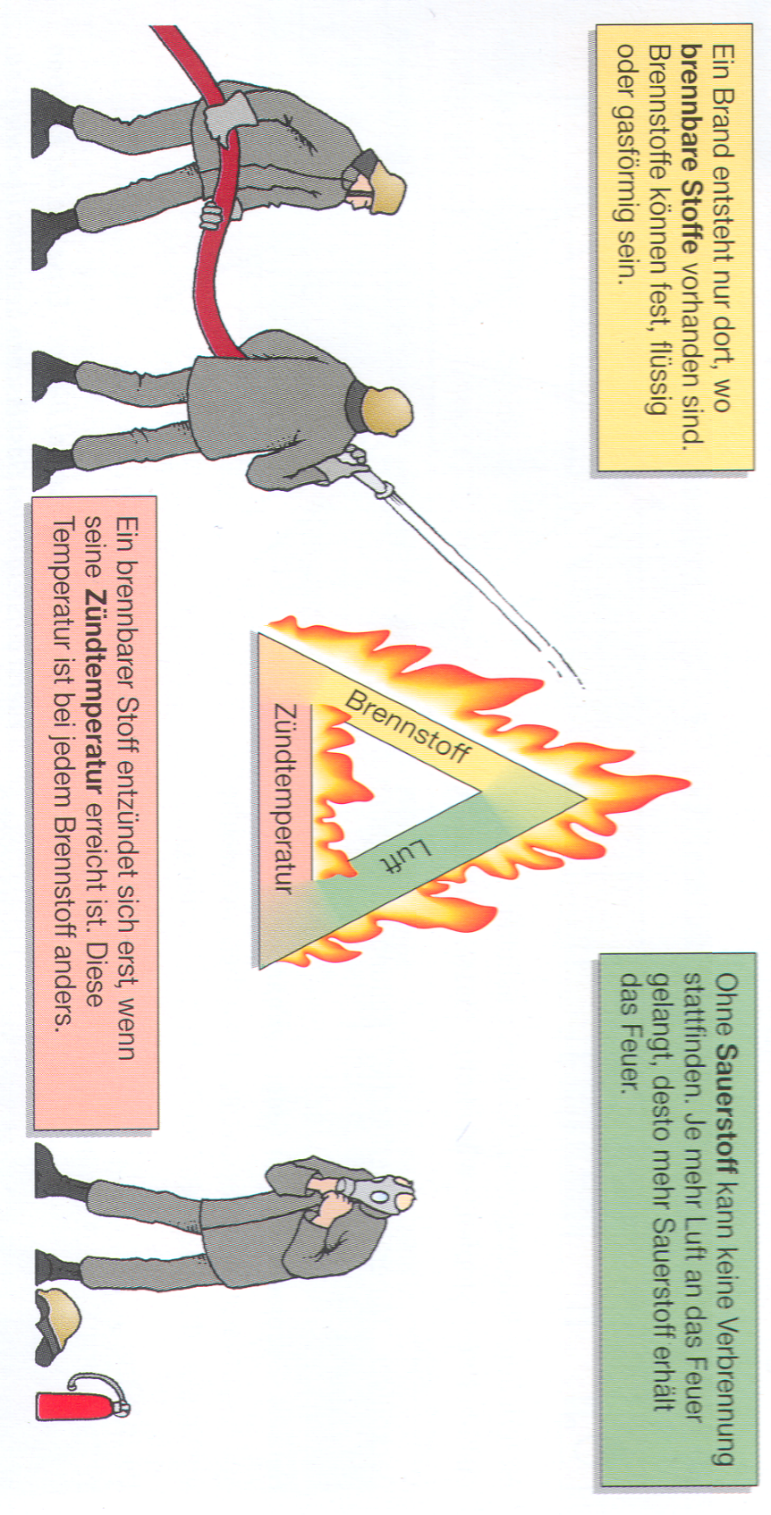 Ein Brand entsteht nur dort, wo
brennbare Stoffe vorhanden sind.
Brennstoffe können fest, flüssig
oder gasförmig sein.
Ohne Sauerstoff kann keine Verbrennung
stattfinden. Je mehr Luft an das Feuer
gelangt, desto mehr Sauerstoff erhält
das Feuer.
Brennstoff
Luft
Zündtemperatur
Ein brennbarer Stoff entzündet sich erst, wenn
seine Zündtemperatur erreicht ist. Diese
Temperatur ist bei jedem Brennstoff anders.